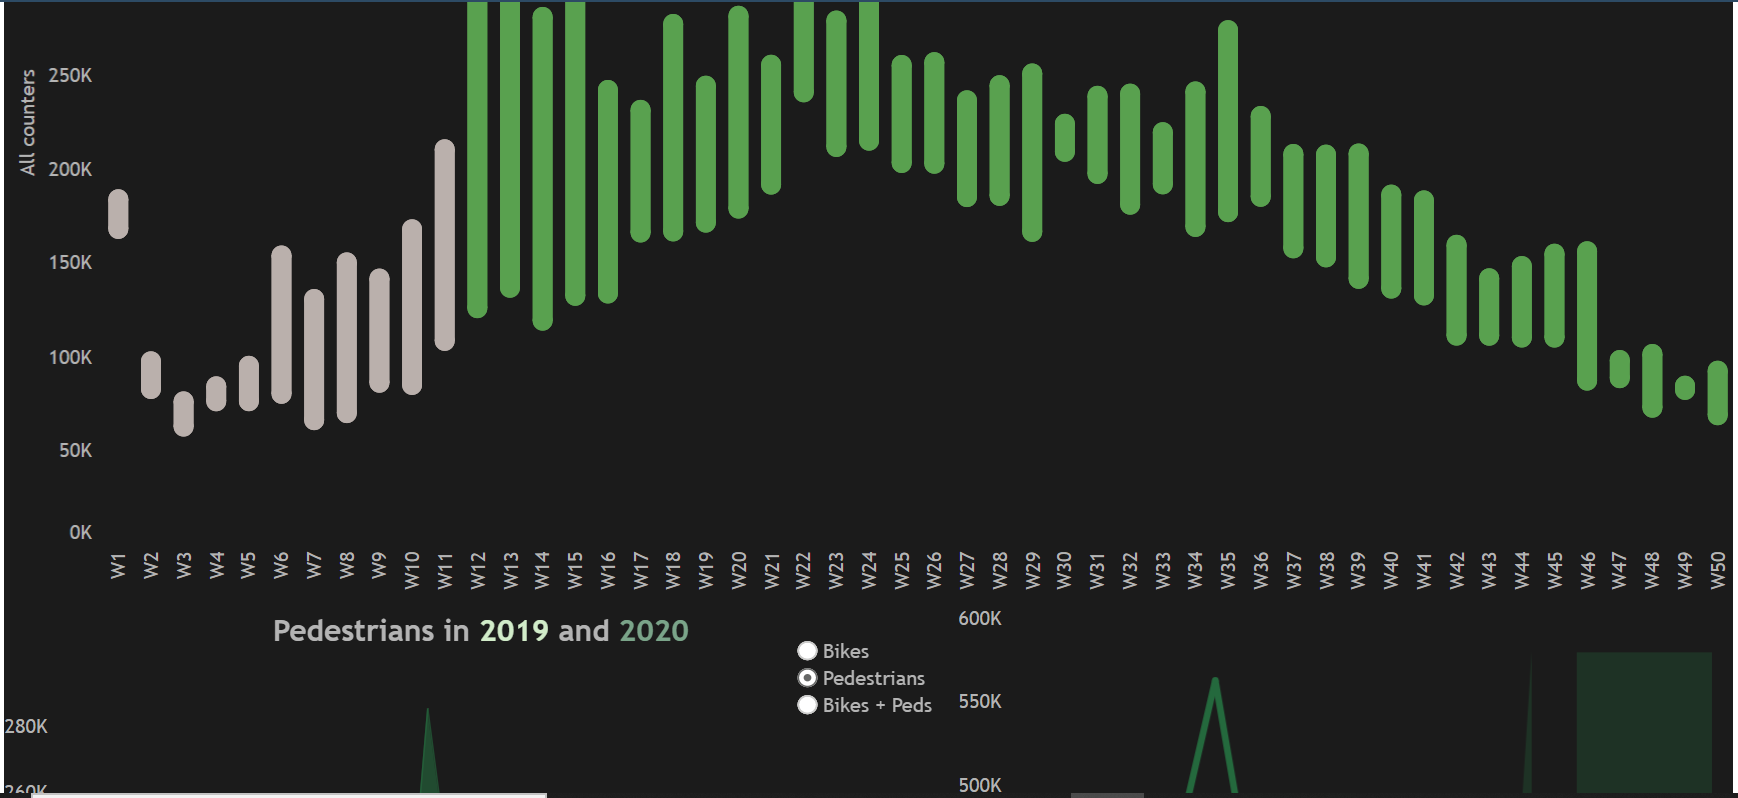 All counters
250K
200K
150K
100K
50K
0K
W1 W2 W3 W4 W5 W6 W7 W8 W9 W10 W11 W12 W13 W14 W15 W16 W17 W18 W19 W20 W21 W22 W23 W24 W25 W26 W27 W28 W29 W30 W31 W32 W33 W34 W35 W36 W37 W38 W39 W40 W41 W42 W43 W44 W45 W46 W47 W48 W49 W50
Pedestrians in 2019 and 2020
Bikes
Pedestrians
Bikes + Peds
280K
260K
600K
550K
500K